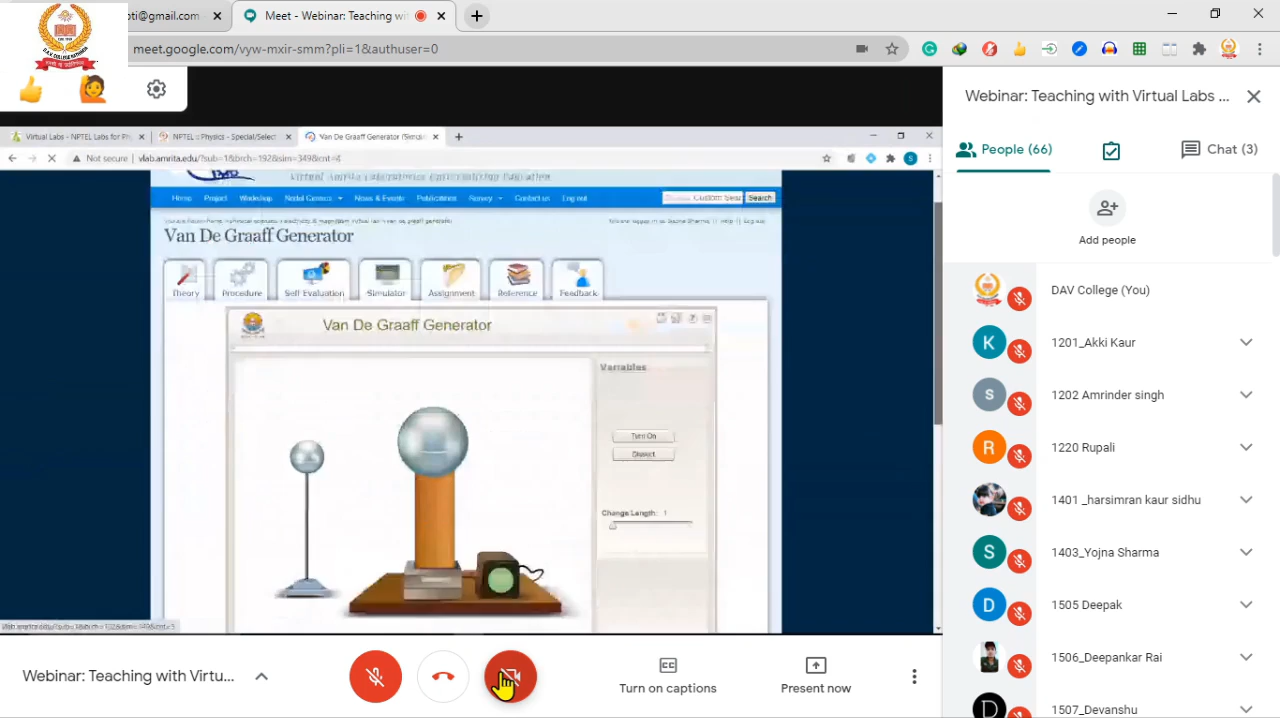 oti@gmail.com
Meet - Webinar: Teaching wit
meet.google.com/vyw-mxir-smm?pli=1&authuser=0
Webinar: Teaching with Virtual Labs ...
People (66)
Chat (3)
Add people
DAV College (You)
1201_Akki Kaur
1202 Amrinder singh
1220 Rupali
1401 _harsimran kaur sidhu
1403_Yojna Sharma
1505 Deepak
1506_Deepankar Rai
1507_Devanshu
Virtual Labs - NPTEL Labs for Ph
NPTEL :: Physics - Special/Select
Van De Graaff Generator (Simul
Not secure
vlab.amrita.edu/?sub=1&brch=192&sim=349&cnt=4
Home
Project
Workshop
Nodal Centres
News & Events
Publications
Survey
Contact us
Log out
Search
Van De Graaff Generator
Theory
Procedure
Self Evaluation
Simulator
Assignment
Reference
Feedback
Van De Graaff Generator
Variables
Turn On
Change Length: 1
Webinar: Teaching with Virtu...
Turn on captions
Present now